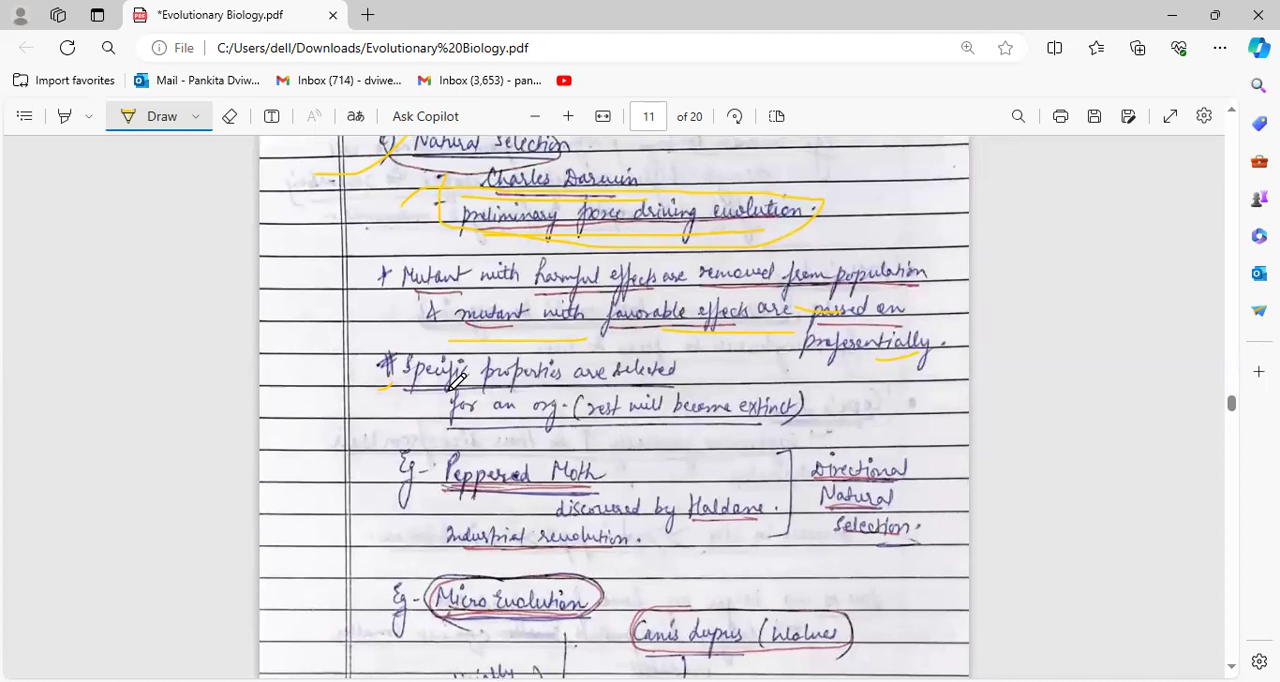 *Evolutionary Biology.pdf
File C:/Users/dell/Downloads/Evolutionary%20Biology.pdf
Import favorites Mail - Pankita Dviw... Inbox (714) - dviwe... Inbox (3,653) - pan...
Draw Ask Copilot 11 of 20
Natural Selection
Charles Darwin
- preliminary force driving evolution.
* Mutant with harmful effects are removed from population
& mutant with favorable effects are passed on
preferentially.
# Specific properties are selected
for an org. (rest will become extinct)
Eg- Peppered Moth
discovered by Haldane.
Industrial revolution.
Directional
Natural
Selection.
Eg- Micro Evolution
Canis Lupus (Wolves)